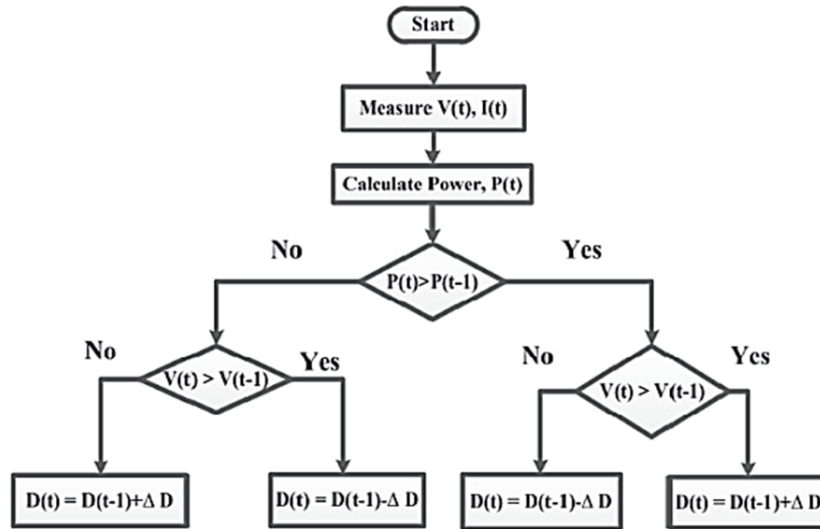 Start
Measure V(t), I(t)
Calculate Power, P(t)
No
Yes
P(t)>P(t-1)
No
Yes
V(t) > V(t-1)
No
Yes
V(t) > V(t-1)
D(t) = D(t-1)+Δ D
D(t) = D(t-1)-Δ D
D(t) = D(t-1)-Δ D
D(t) = D(t-1)+Δ D